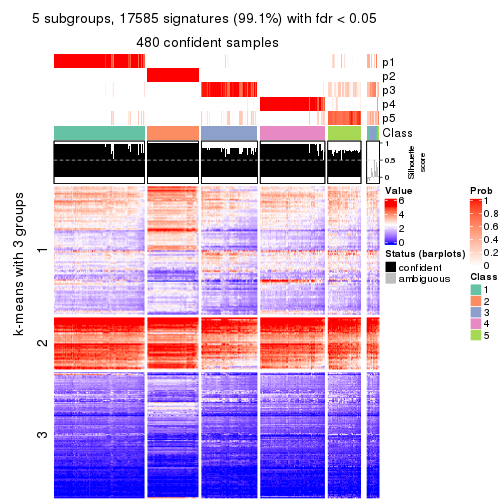 5 subgroups, 17585 signatures (99.1%) with fdr < 0.05
480 confident samples
p1
p2
p3
p4
p5
Class
1
0.5
0
Silhouette
score
k-means with 3 groups
1
2
3
Value
6
4
2
0
Status (barplots)
confident
ambiguous
Prob
1
0.8
0.6
0.4
0.2
0
Class
1
2
3
4
5